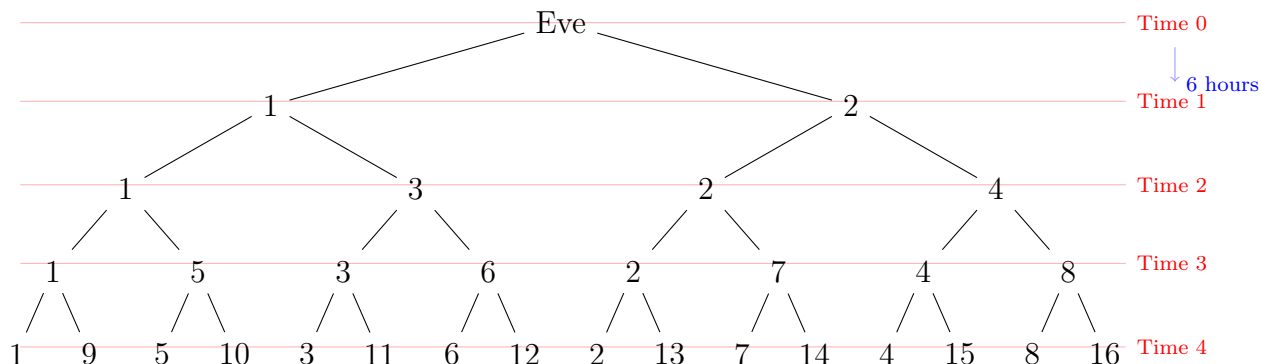 Eve Time 0
6 hours
1 2 Time 1
1 3 2 4 Time 2
1 5 3 6 2 7 4 8 Time 3
1 9 5 10 3 11 6 12 2 13 7 14 4 15 8 16 Time 4